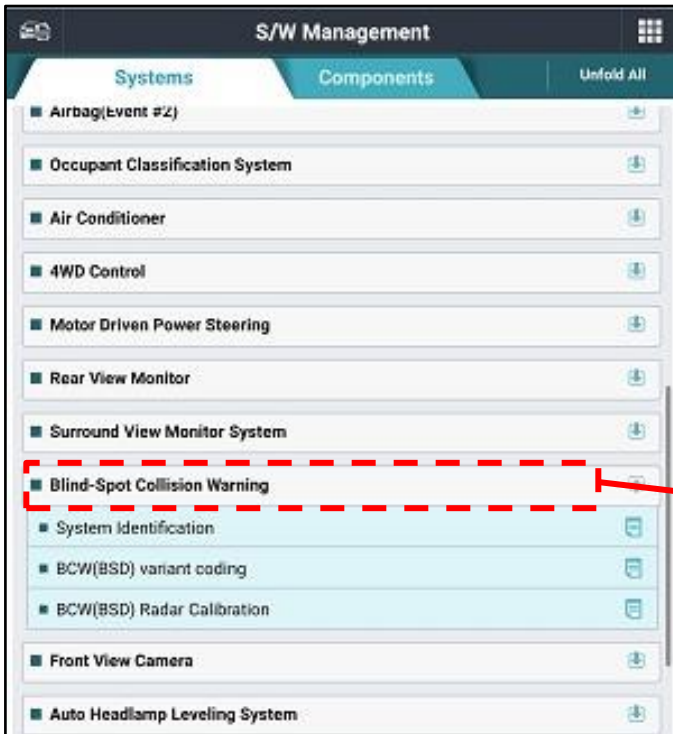 S/W Management
Systems
Components
Unfold All
Airbag(Event #2)
Occupant Classification System
Air Conditioner
4WD Control
Motor Driven Power Steering
Rear View Monitor
Surround View Monitor System
Blind-Spot Collision Warning
System Identification
BCW(BSD) variant coding
BCW(BSD) Radar Calibration
Front View Camera
Auto Headlamp Leveling System